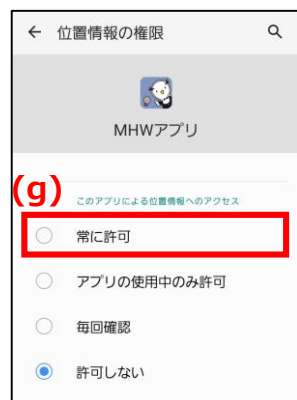 位置情報の権限
MHWアプリ
(g)
このアプリによる位置情報へのアクセス
常に許可
アプリの使用中のみ許可
毎回確認
許可しない